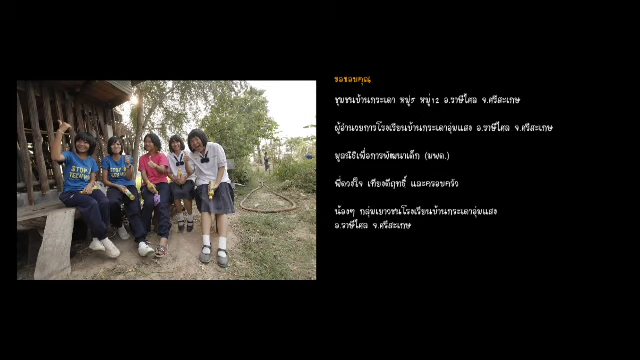 ขอขอบคุณ
ชุมชนบ้านกระเดา หมู่5 หมู่12 อ.ราษีไศล จ.ศรีสะเกษ
ผู้อำนวยการโรงเรียนบ้านกระเดาอุ่มแสง อ.ราษีไศล จ.ศรีสะเกษ
มูลนิธิเพื่อการพัฒนาเด็ก (มพด.)
พี่ดวงใจ เที่ยงดีฤทธิ์ และครอบครัว
น้องๆ กลุ่มเยาวชนโรงเรียนบ้านกระเดาอุ่มแสง
อ.ราษีไศล จ.ศรีสะเกษ
STOP
STOP